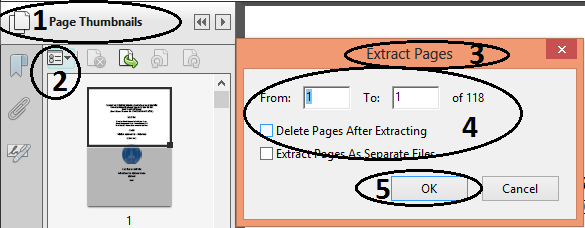 1 Page Thumbnails
2
1
Extract Pages 3
From: 1 To: 1 of 118
Delete Pages After Extracting 4
Extract Pages As Separate Files
5 OK Cancel